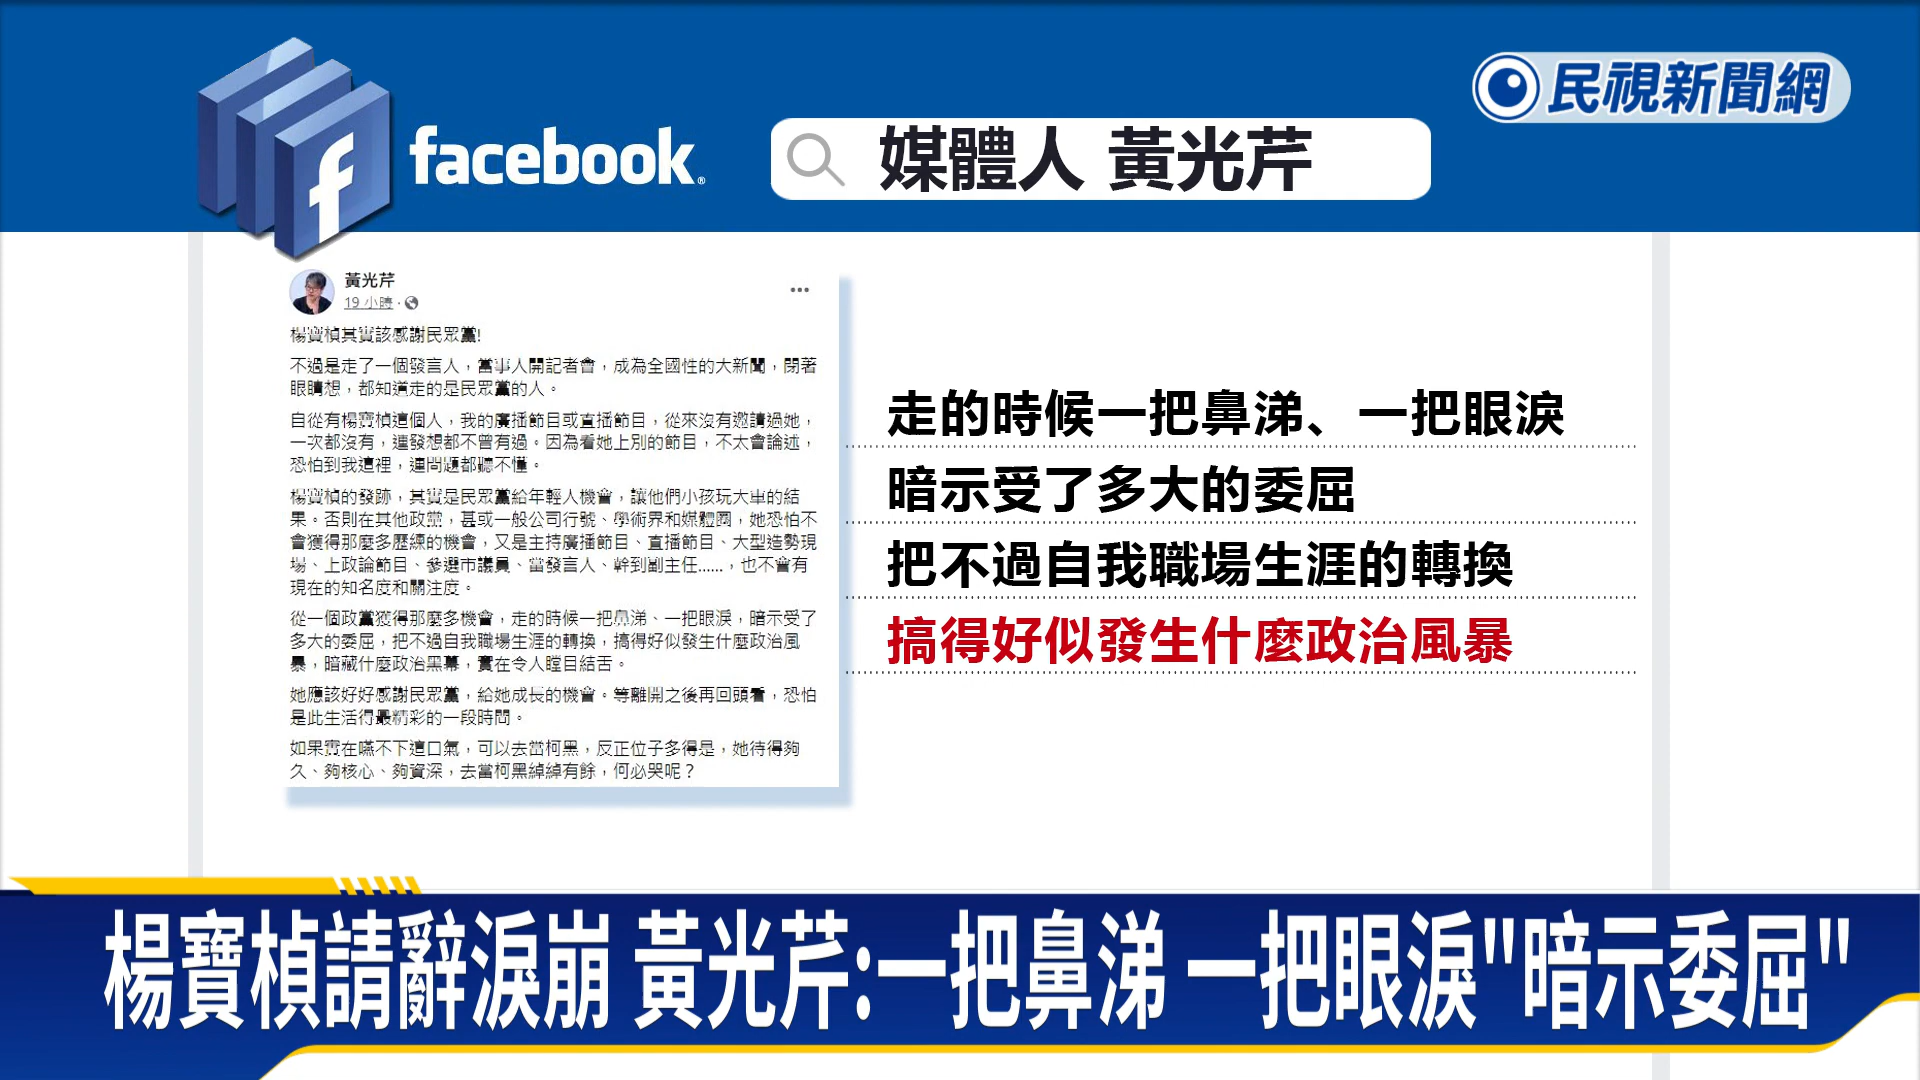 facebook®
媒體人 黃光芹
民視新聞網
黃光芹
19 小時 ·
楊寶楨其實該感謝民眾黨!
不過是走了一個發言人，當事人開記者會，成為全國性的大新聞，閉著
眼睛想，都知道走的是民眾黨的人。
自從有楊寶楨這個人，我的廣播節目或直播節目，從來沒有邀請過她，
一次都沒有，連發想都不曾有過。因為看她上別的節目，不太會論述，
恐怕到我這裡，連問題都聽不懂。
楊寶楨的發跡，其實是民眾黨給年輕人機會，讓他們小孩玩大車的結
果。否則在其他政黨，甚或一般公司行號、學術界和媒體圈，她恐怕不
會獲得那麼多歷練的機會，又是主持廣播節目、直播節目、大型造勢現
場、上政論節目、參選市議員、當發言人、幹到副主任......，也不會有
現在的知名度和關注度。
從一個政黨獲得那麼多機會，走的時候一把鼻涕、一把眼淚，暗示受了
多大的委屈，把不過自我職場生涯的轉換，搞得好似發生什麼政治風
暴，暗藏什麼政治黑幕，實在令人瞠目結舌。
她應該好好感謝民眾黨，給她成長的機會。等離開之後再回頭看，恐怕
是此生活得最精彩的一段時間。
如果實在嚥不下這口氣，可以去當柯黑，反正位子多得是，她待得夠
久、夠核心、夠資深，去當柯黑綽綽有餘，何必哭呢？
走的時候一把鼻涕、一把眼淚
暗示受了多大的委屈
把不過自我職場生涯的轉換
搞得好似發生什麼政治風暴
楊寶楨請辭淚崩 黃光芹:一把鼻涕 一把眼淚"暗示委屈"